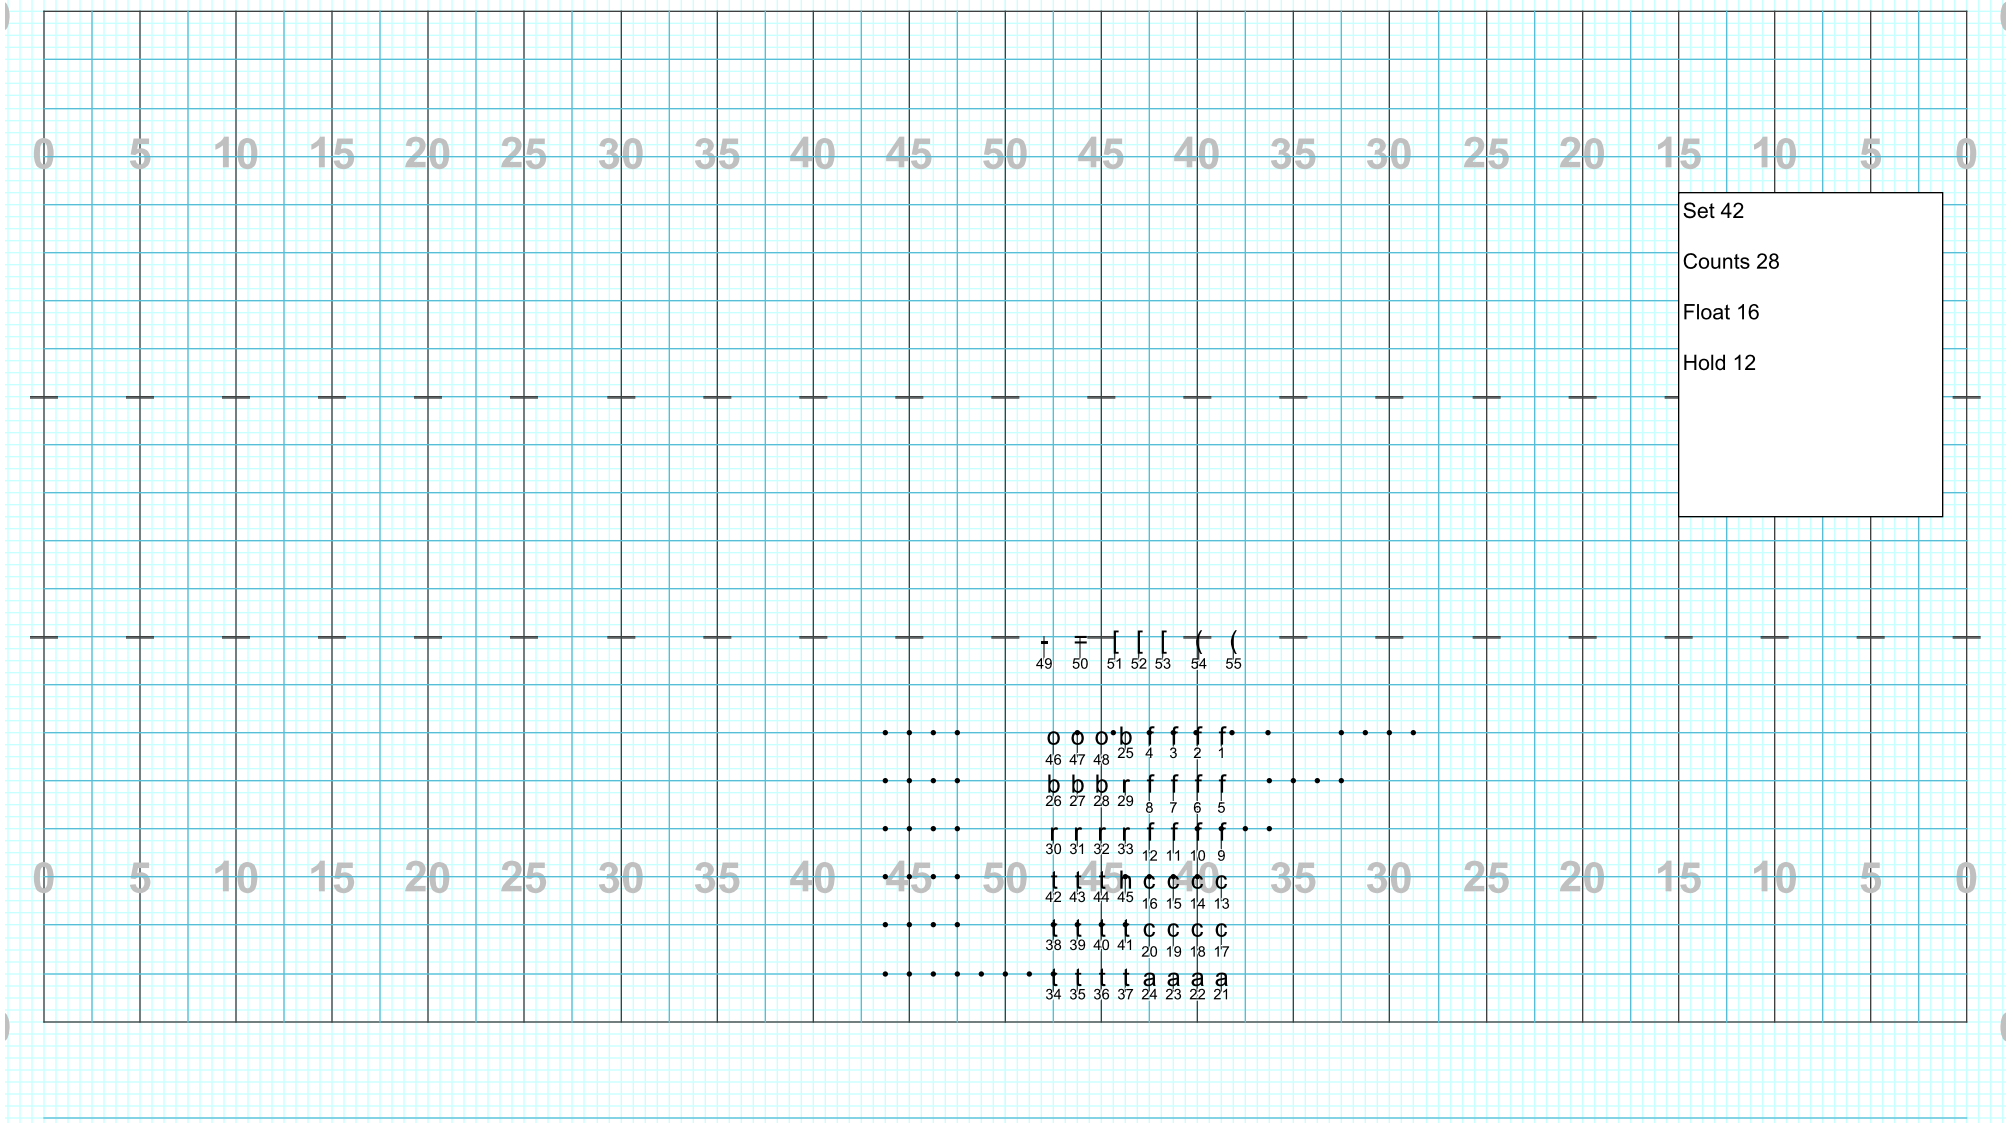 0 5 10 15 20 25 30 35 40 45 50 45 40 35 30 25 20 15 10 5 0
Set 42
Counts 28
Float 16
Hold 12
- = [ [ [ ( (
49 50 51 52 53 54 55
o o o b f f f f
46 47 48 25 4 3 2 1
b b b r f f f f
26 27 28 29 8 7 6 5
r r r r f f f f
30 31 32 33 12 11 10 9
0 5 10 15 20 25 30 35 40 45 50 45 40 35 30 25 20 15 10 5 0
t t t h c c c c
42 43 44 45 16 15 14 13
t t t t c c c c
38 39 40 41 20 19 18 17
t t t t a a a a
34 35 36 37 24 23 22 21